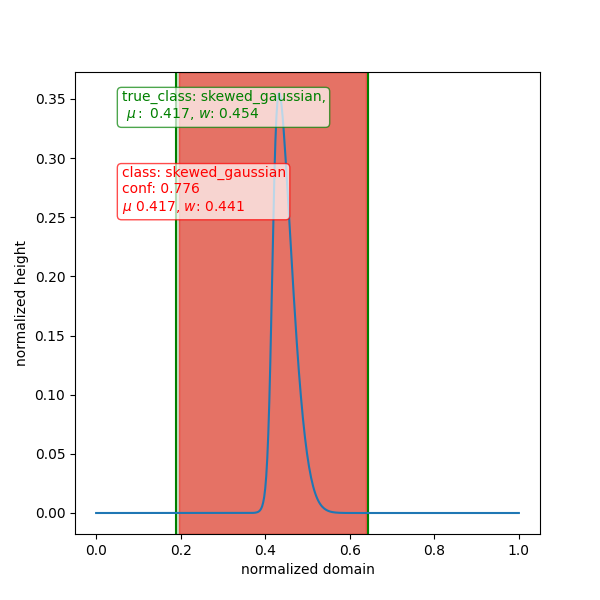 true_class: skewed_gaussian,
μ: 0.417, w: 0.454
class: skewed_gaussian
conf: 0.776
μ 0.417, w: 0.441
normalized height
0.35
0.30
0.25
0.20
0.15
0.10
0.05
0.00
0.0 0.2 0.4 0.6 0.8 1.0
normalized domain